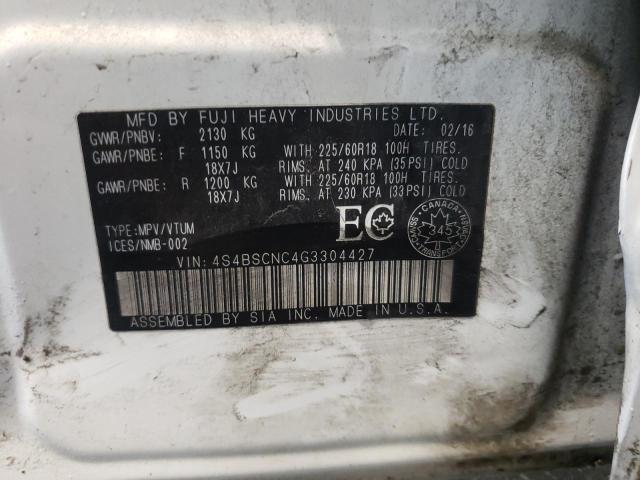 MFD BY FUJI HEAVY INDUSTRIES LTD.
GVWR/PNBV: 2130 KG DATE: 02/16
GAWR/PNBE: F 1150 KG WITH 225/60R18 100H TIRES.
18X7J RIMS. AT 240 KPA (35PSI) COLD
GAWR/PNBE: R 1200 KG WITH 225/60R18 100H TIRES.
18X7J RIMS. AT 230 KPA (33PSI) COLD
TYPE:MPV/VTUM
ICES/NMB-002
EC
CANADA
345
VIN: 4S4BSCNC4G3304427
ASSEMBLED BY SIA INC. MADE IN U.S.A.